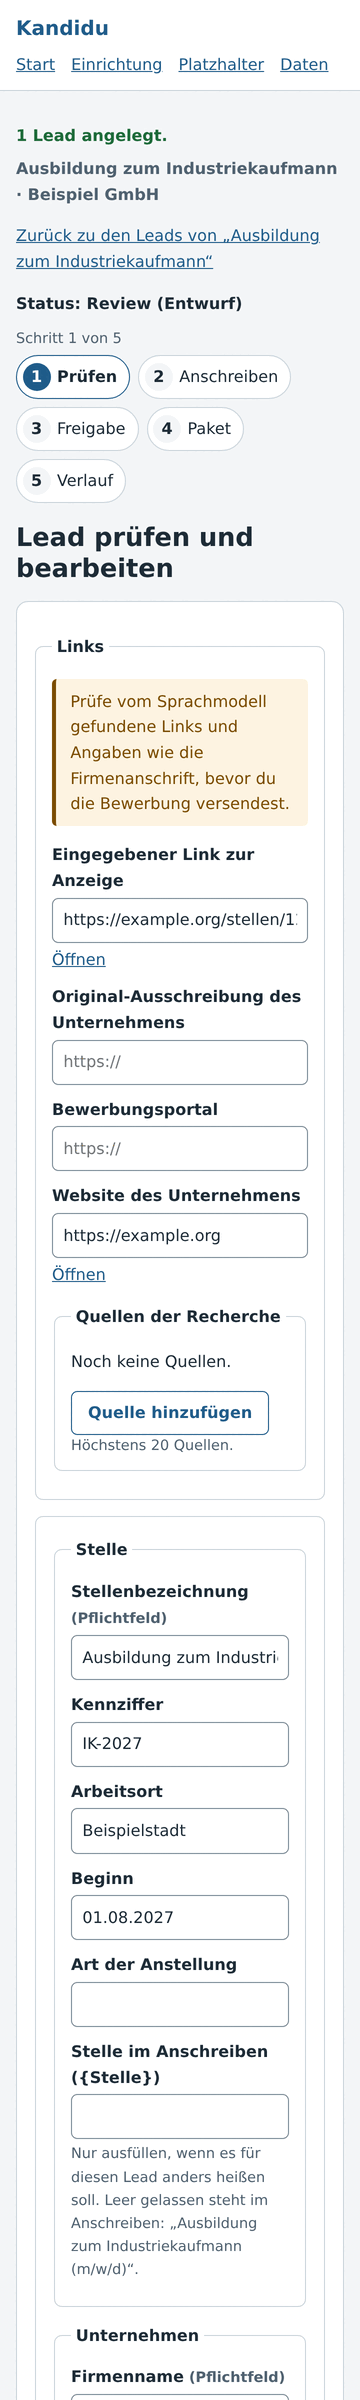 Kandidu
Start Einrichtung Platzhalter Daten
1 Lead angelegt.
Ausbildung zum Industriekaufmann
· Beispiel GmbH
Zurück zu den Leads von „Ausbildung
zum Industriekaufmann“
Status: Review (Entwurf)
Schritt 1 von 5
1 Prüfen 2 Anschreiben
3 Freigabe 4 Paket
5 Verlauf
Lead prüfen und
bearbeiten
Links
Prüfe vom Sprachmodell
gefundene Links und
Angaben wie die
Firmenanschrift, bevor du
die Bewerbung versendest.
Eingegebener Link zur
Anzeige
https://example.org/stellen/1
Öffnen
Original-Ausschreibung des
Unternehmens
https://
Bewerbungsportal
https://
Website des Unternehmens
https://example.org
Öffnen
Quellen der Recherche
Noch keine Quellen.
Quelle hinzufügen
Höchstens 20 Quellen.
Stelle
Stellenbezeichnung
(Pflichtfeld)
Ausbildung zum Industri
Kennziffer
IK-2027
Arbeitsort
Beispielstadt
Beginn
01.08.2027
Art der Anstellung
Stelle im Anschreiben
({Stelle})
Nur ausfüllen, wenn es für
diesen Lead anders heißen
soll. Leer gelassen steht im
Anschreiben: „Ausbildung
zum Industriekaufmann
(m/w/d)“.
Unternehmen
Firmenname (Pflichtfeld)